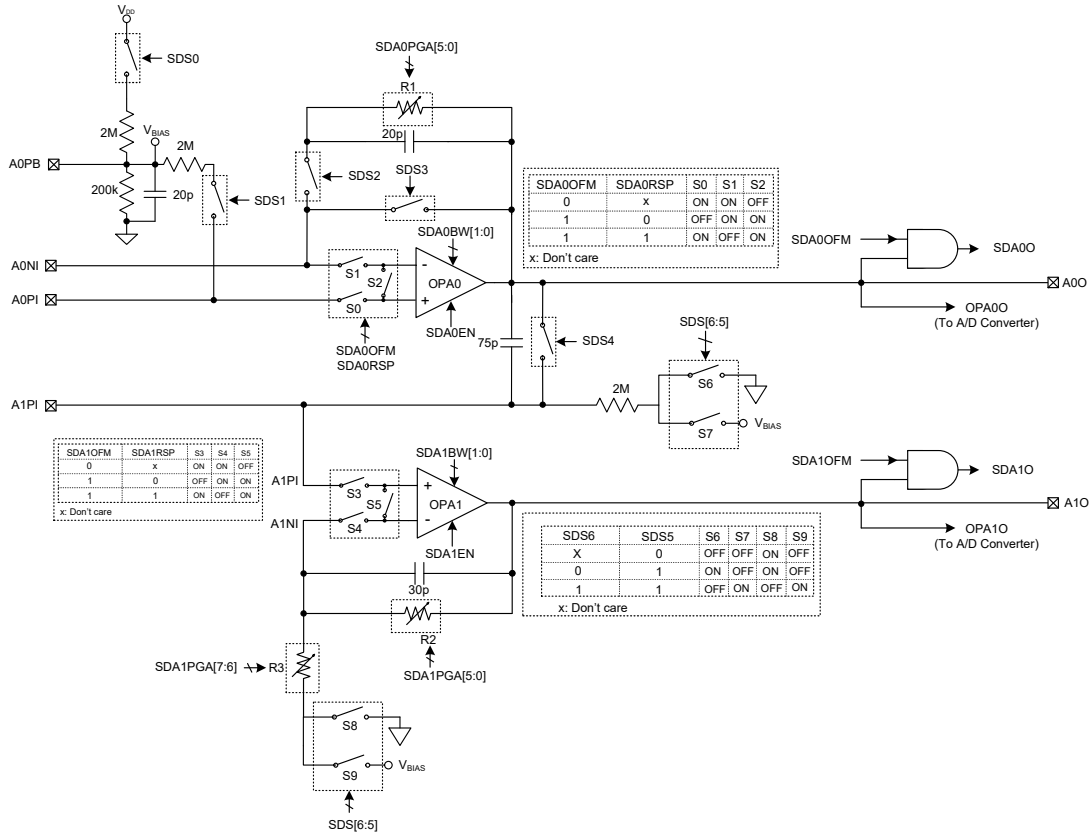 VDD
SDS0
SDA0PGA[5:0]
R1
2M
20p
VBIAS
2M
A0PB
200k
20p
SDS1
SDS2
SDS3
SDA0BW[1:0]
A0NI
S1
S2
-
OPA0
A0PI
S0
+
SDA0EN
SDA0OFM
SDA0RSP
SDA0OFM SDA0RSP S0 S1 S2
0 x ON ON OFF
1 0 OFF ON ON
1 1 ON OFF ON
x: Don't care
SDA0OFM
SDA0O
A0O
OPA0O
(To A/D Converter)
75p
SDS4
SDS[6:5]
S6
2M
S7
VBIAS
A1PI
SDA1OFM SDA1RSP S3 S4 S5
0 x ON ON OFF
1 0 OFF ON ON
1 1 ON OFF ON
x: Don't care
SDA1BW[1:0]
A1PI
S3
+
S5
OPA1
A1NI
S4
-
SDA1EN
SDA1OFM
SDA1O
A1O
OPA1O
(To A/D Converter)
SDS6 SDS5 S6 S7 S8 S9
X 0 OFF OFF ON OFF
0 1 ON OFF ON OFF
1 1 OFF ON OFF ON
x: Don't care
30p
R2
SDA1PGA[5:0]
SDA1PGA[7:6]
R3
S8
S9
VBIAS
SDS[6:5]